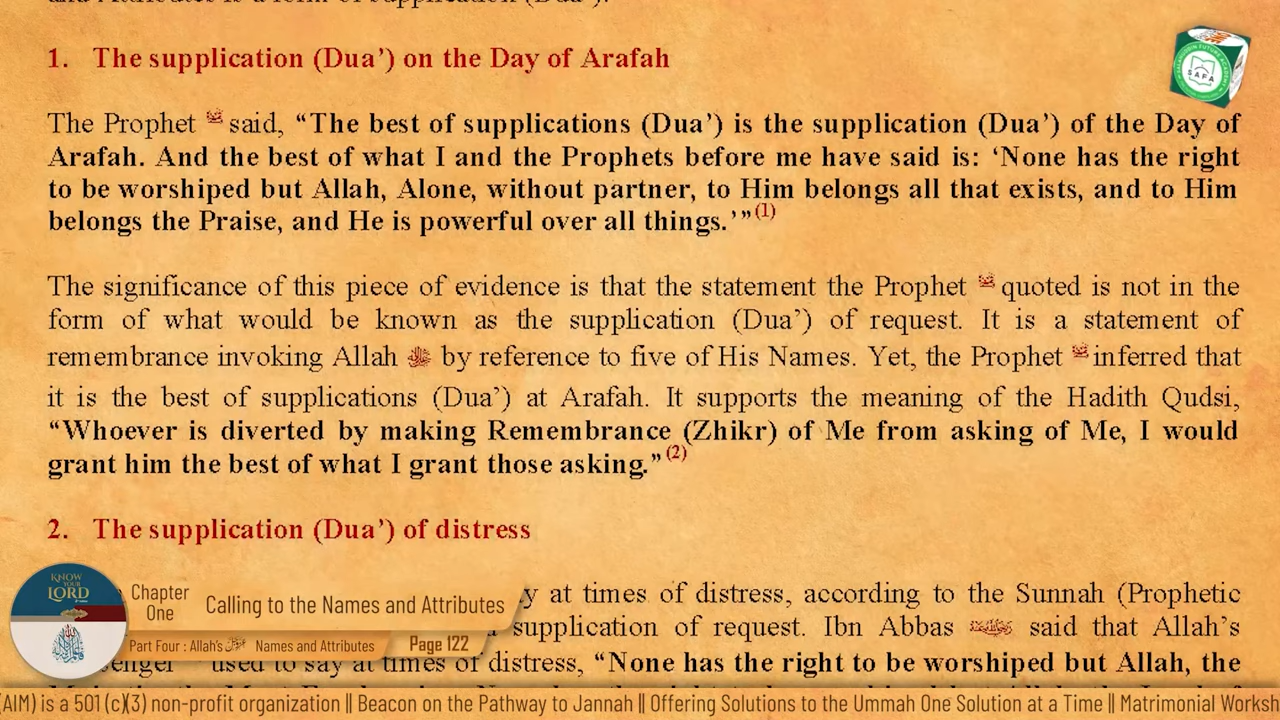 and Attributes is a form of supplication (Dua’).
1. The supplication (Dua’) on the Day of Arafah
SAFA
The Prophet ﷺ said, “The best of supplications (Dua’) is the supplication (Dua’) of the Day of
Arafah. And the best of what I and the Prophets before me have said is: ‘None has the right
to be worshiped but Allah, Alone, without partner, to Him belongs all that exists, and to Him
belongs the Praise, and He is powerful over all things.’”(1)
The significance of this piece of evidence is that the statement the Prophet ﷺ quoted is not in the
form of what would be known as the supplication (Dua’) of request. It is a statement of
remembrance invoking Allah ﷻ by reference to five of His Names. Yet, the Prophet ﷺ inferred that
it is the best of supplications (Dua’) at Arafah. It supports the meaning of the Hadith Qudsi,
“Whoever is diverted by making Remembrance (Zhikr) of Me from asking of Me, I would
grant him the best of what I grant those asking.”(2)
2. The supplication (Dua’) of distress
at times of distress, according to the Sunnah (Prophetic
supplication of request. Ibn Abbas said that Allah’s
used to say at times of distress, “None has the right to be worshiped but Allah, the
KNOW YOUR LORD
Chapter One
Calling to the Names and Attributes
Part Four : Allah’s ﷻ Names and Attributes
Page 122
(AIM) is a 501 (c)(3) non-profit organization || Beacon on the Pathway to Jannah || Offering Solutions to the Ummah One Solution at a Time || Matrimonial Worksh